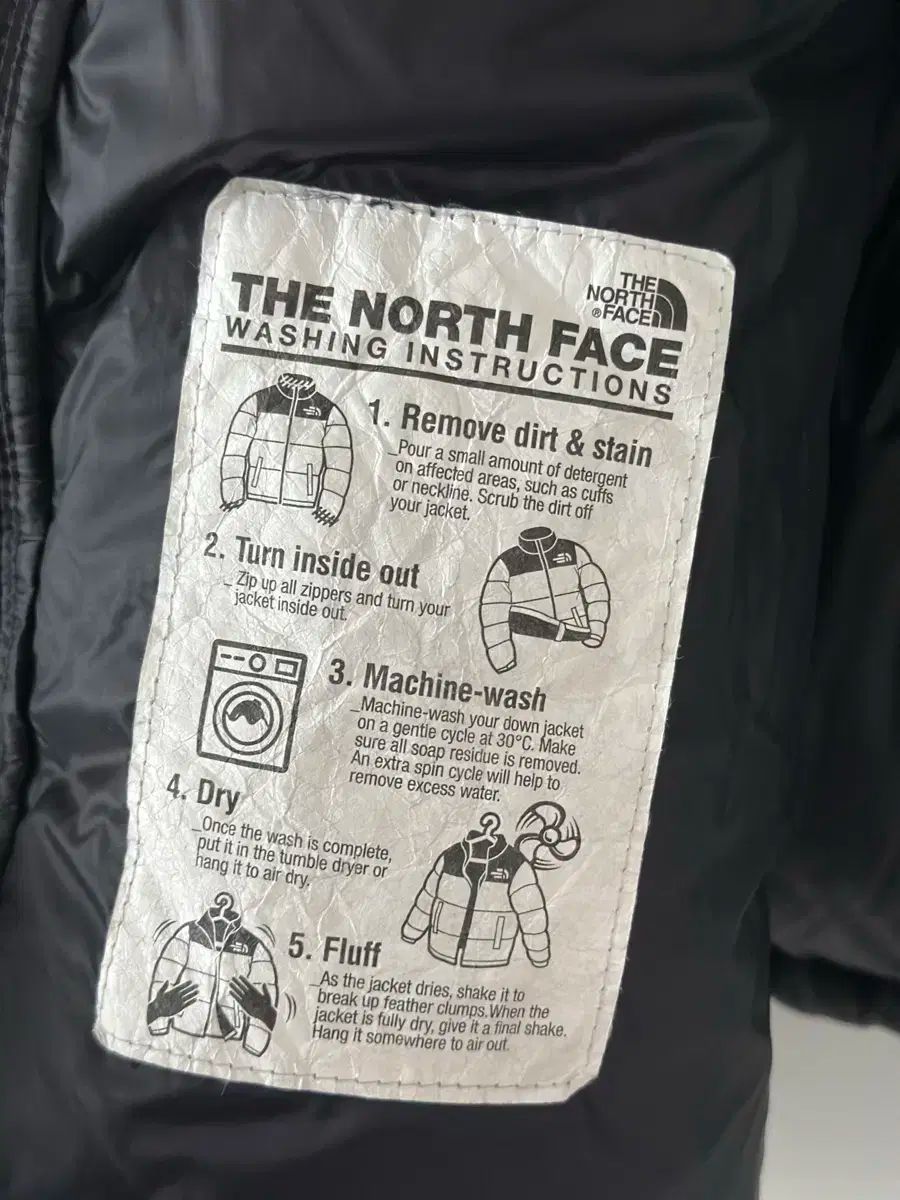 THE
NORTH
®FACE
THE NORTH FACE
WASHING INSTRUCTIONS
1. Remove dirt & stain
_Pour a small amount of detergent
on affected areas, such as cuffs
or neckline. Scrub the dirt off
your jacket.
2. Turn inside out
_Zip up all zippers and turn your
jacket inside out.
3. Machine-wash
_Machine-wash your down jacket
on a gentle cycle at 30°C. Make
sure all soap residue is removed.
An extra spin cycle will help to
remove excess water.
4. Dry
_Once the wash is complete,
put it in the tumble dryer or
hang it to air dry.
5. Fluff
_As the jacket dries, shake it to
break up feather clumps.When the
jacket is fully dry, give it a final shake.
Hang it somewhere to air out.